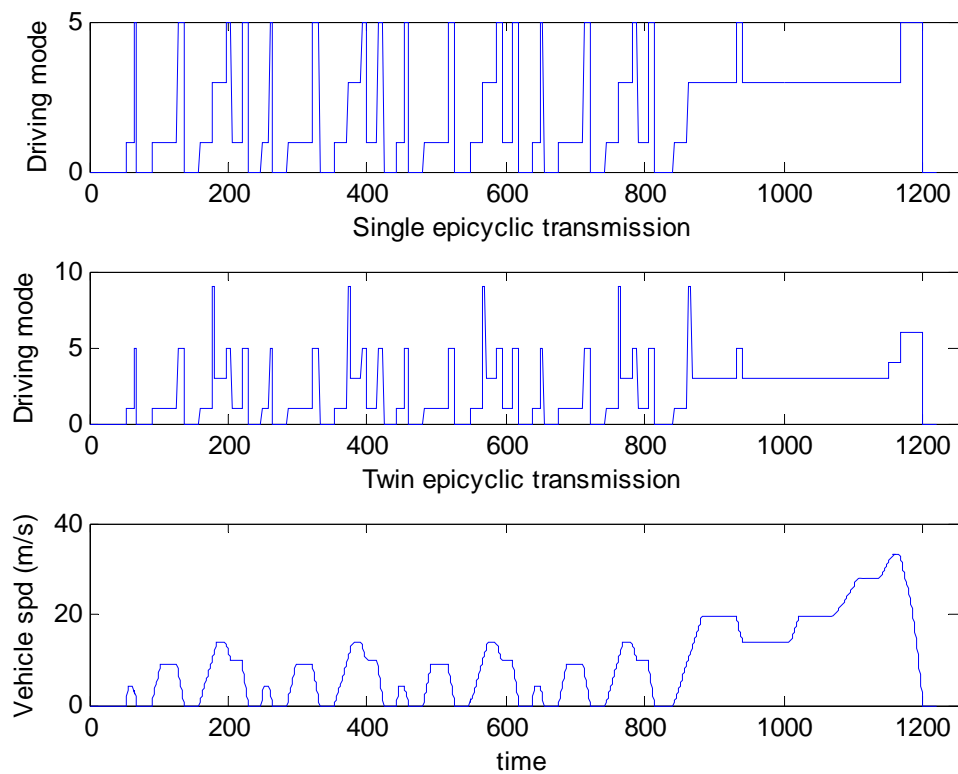 Driving mode
5
0
0 200 400 600 800 1000 1200
Single epicyclic transmission
Driving mode
10
5
0
0 200 400 600 800 1000 1200
Twin epicyclic transmission
Vehicle spd (m/s)
40
20
0
0 200 400 600 800 1000 1200
time